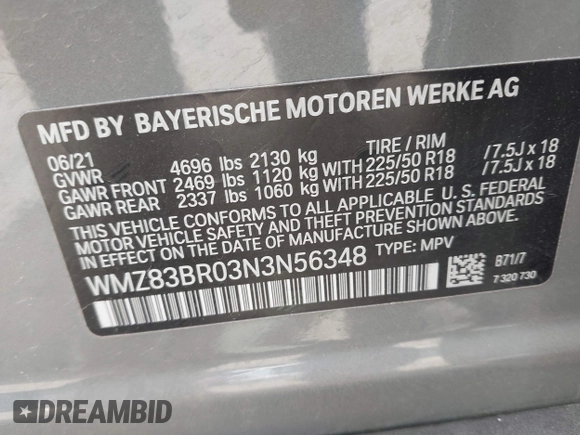 MFD BY BAYERISCHE MOTOREN WERKE AG
06/21 TIRE / RIM
GVWR 4696 lbs 2130 kg
GAWR FRONT 2469 lbs 1120 kg WITH 225/50 R18 /7.5J x 18
GAWR REAR 2337 lbs 1060 kg WITH 225/50 R18 /7.5J x 18
THIS VEHICLE CONFORMS TO ALL APPLICABLE U. S. FEDERAL
MOTOR VEHICLE SAFETY AND THEFT PREVENTION STANDARDS
IN EFFECT ON THE DATE OF MANUFACTURE SHOWN ABOVE.
WMZ83BR03N3N56348 TYPE: MPV
B71/7
7 320 730
DREAMBID